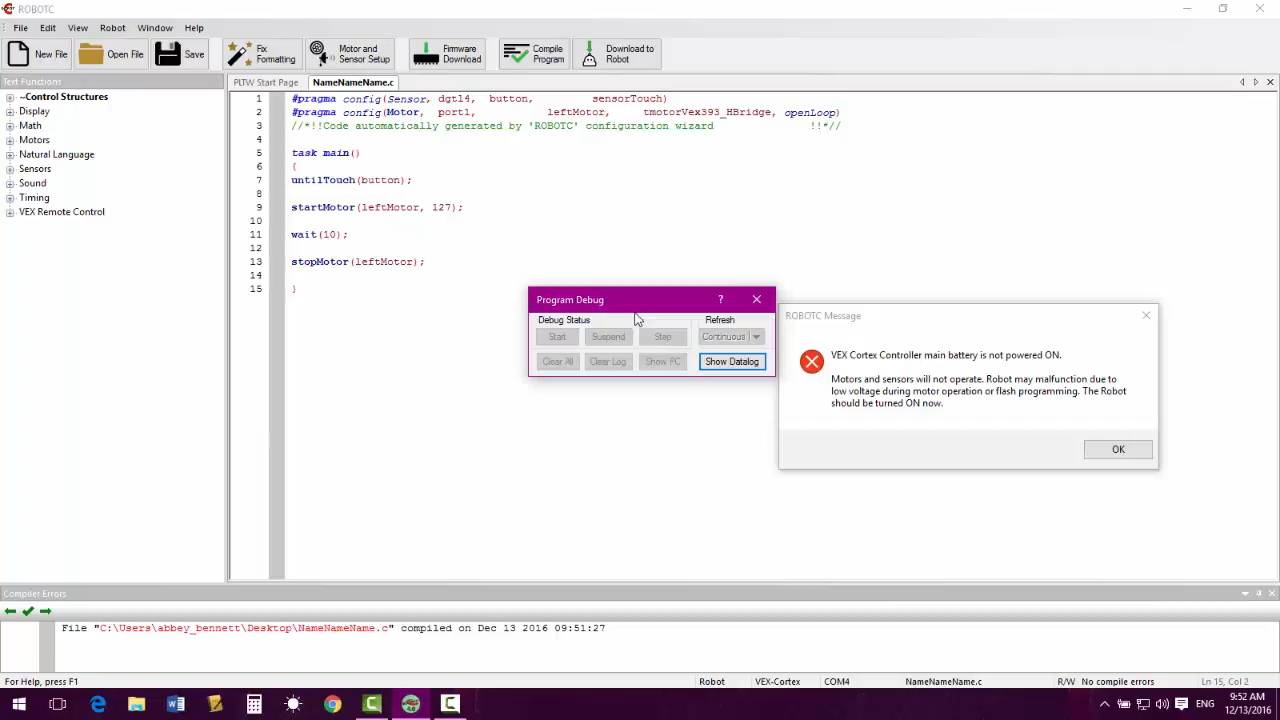 ROBOTC
File Edit View Robot Window Help
New File
Open File
Save
Fix Formatting
Motor and Sensor Setup
Firmware Download
Compile Program
Download to Robot
Text Functions
PLTW Start Page
NameNameName.c
~Control Structures
Display
Math
Motors
Natural Language
Sensors
Sound
Timing
VEX Remote Control
1 #pragma config(Sensor, dgtl4, button, sensorTouch)
2 #pragma config(Motor, port1, leftMotor, tmotorVex393_HBridge, openLoop)
3 //*!!Code automatically generated by 'ROBOTC' configuration wizard !!*//
4
5 task main()
6 {
7 untilTouch(button);
8
9 startMotor(leftMotor, 127);
10
11 wait(10);
12
13 stopMotor(leftMotor);
14
15 }
Program Debug ?
Debug Status Refresh
Start Suspend Step Continuous
Clear All Clear Log Show PC Show Datalog
ROBOTC Message
VEX Cortex Controller main battery is not powered ON.
Motors and sensors will not operate. Robot may malfunction due to
low voltage during motor operation or flash programming. The Robot
should be turned ON now.
OK
Compiler Errors
File "C:\Users\abbey_bennett\Desktop\NameNameName.c" compiled on Dec 13 2016 09:51:27
For Help, press F1 Robot VEX-Cortex COM4 NameNameName.c R/W No compile errors Ln 15, Col 2
ENG
9:52 AM
12/13/2016